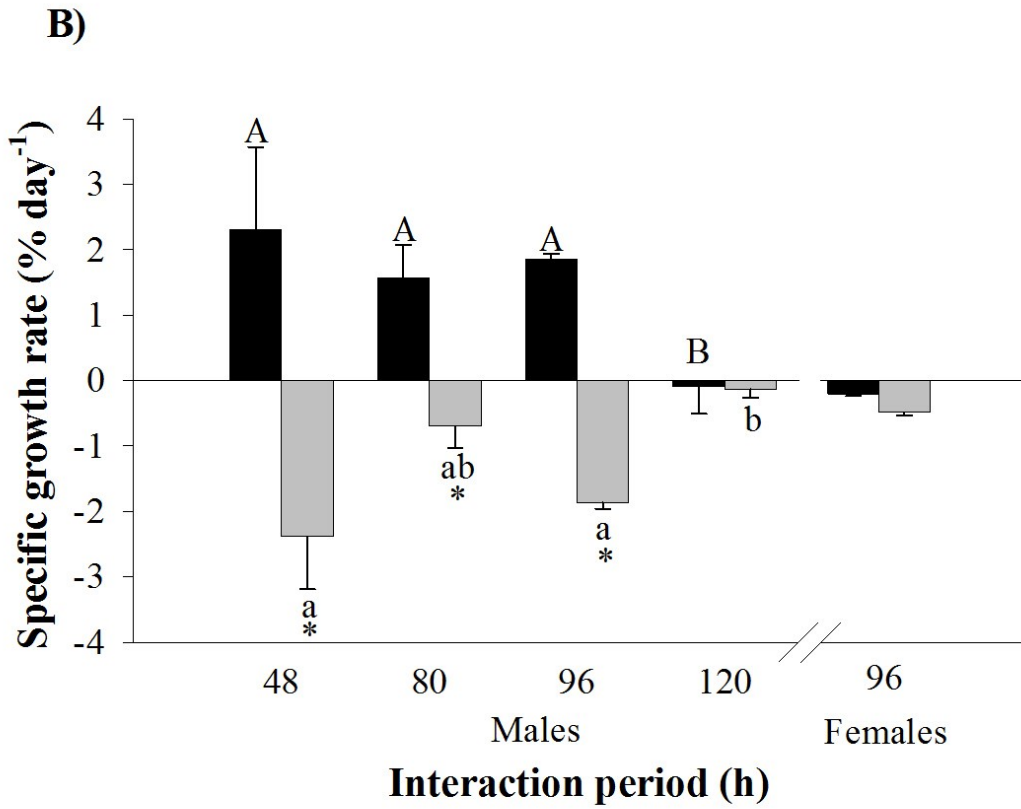 B)
Specific growth rate (% day⁻¹)
4
3
2
1
0
-1
-2
-3
-4
A
A
A
B
a
*
ab
*
a
*
b
48 80 96 120 96
Males Females
Interaction period (h)